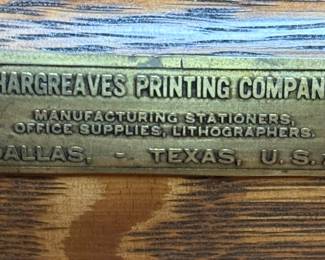 HARGREAVES PRINTING COMPAN
MANUFACTURING STATIONERS,
OFFICE SUPPLIES, LITHOGRAPHERS.
DALLAS, - TEXAS, U. S.